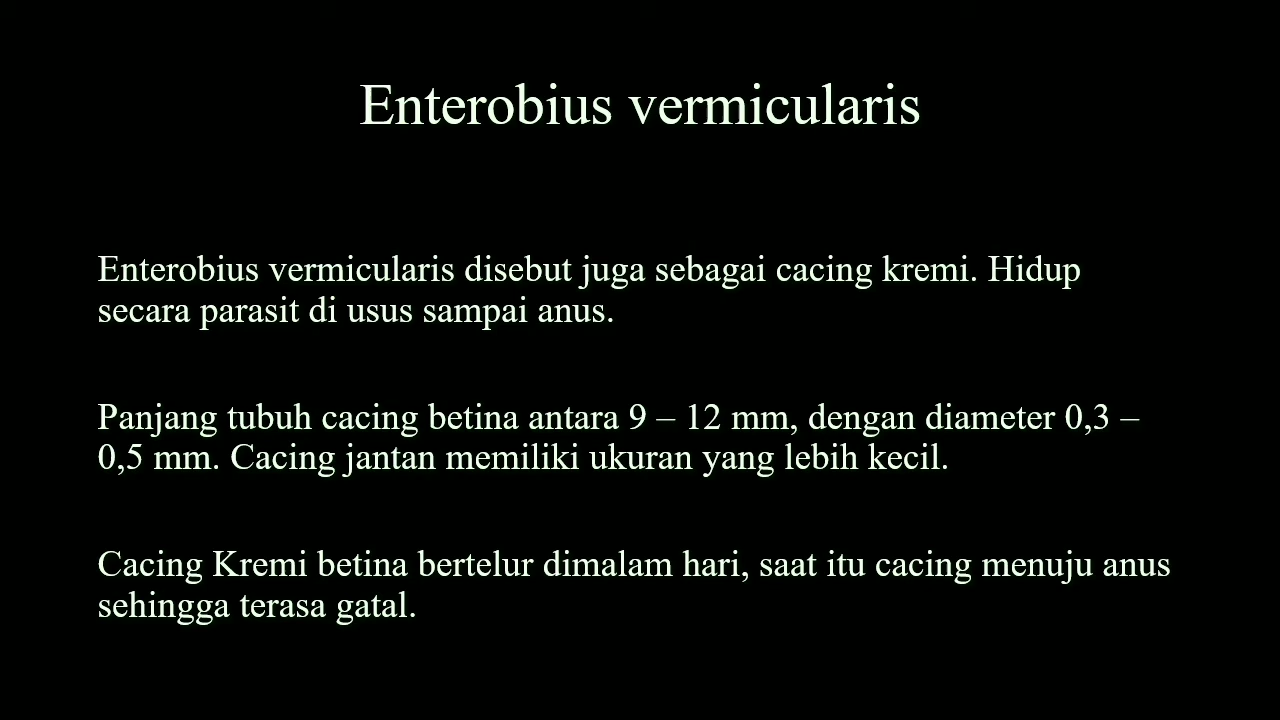 Enterobius vermicularis
Enterobius vermicularis disebut juga sebagai cacing kremi. Hidup
secara parasit di usus sampai anus.
Panjang tubuh cacing betina antara 9 – 12 mm, dengan diameter 0,3 –
0,5 mm. Cacing jantan memiliki ukuran yang lebih kecil.
Cacing Kremi betina bertelur dimalam hari, saat itu cacing menuju anus
sehingga terasa gatal.